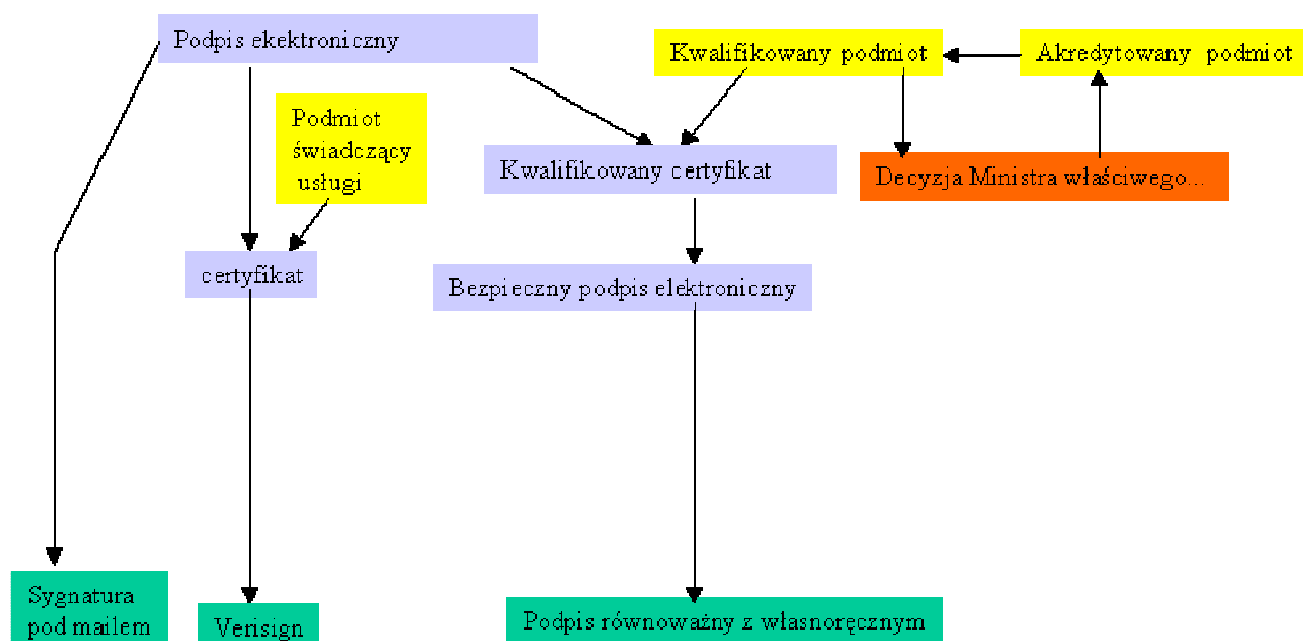 Podpis ekektroniczny
Kwalifikowany podmiot
Akredytowany podmiot
Podmiot
świadczący
usługi
Kwalifikowany certyfikat
Decyzja Ministra właściwego...
certyfikat
Bezpieczny podpis elektroniczny
Sygnatura
pod mailem
Verisign
Podpis równoważny z własnoręcznym